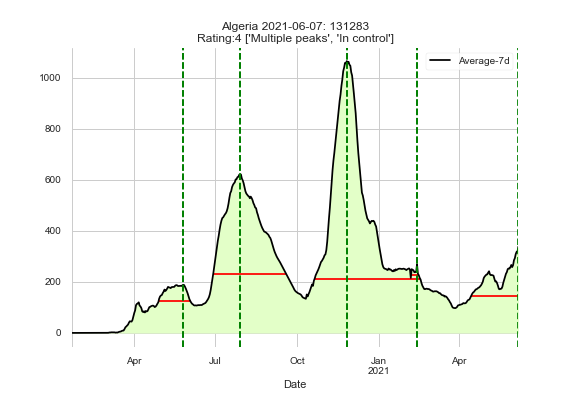 Algeria 2021-06-07: 131283
Rating:4 ['Multiple peaks', 'In control']
Average-7d
1000
800
600
400
200
0
Apr
Jul
Oct
Jan
2021
Apr
Date